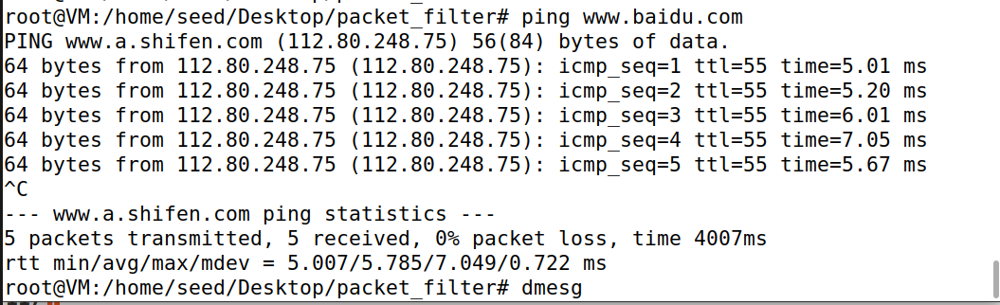 root@VM:/home/seed/Desktop/packet_filter# ping www.baidu.com
PING www.a.shifen.com (112.80.248.75) 56(84) bytes of data.
64 bytes from 112.80.248.75 (112.80.248.75): icmp_seq=1 ttl=55 time=5.01 ms
64 bytes from 112.80.248.75 (112.80.248.75): icmp_seq=2 ttl=55 time=5.20 ms
64 bytes from 112.80.248.75 (112.80.248.75): icmp_seq=3 ttl=55 time=6.01 ms
64 bytes from 112.80.248.75 (112.80.248.75): icmp_seq=4 ttl=55 time=7.05 ms
64 bytes from 112.80.248.75 (112.80.248.75): icmp_seq=5 ttl=55 time=5.67 ms
^C
--- www.a.shifen.com ping statistics ---
5 packets transmitted, 5 received, 0% packet loss, time 4007ms
rtt min/avg/max/mdev = 5.007/5.785/7.049/0.722 ms
root@VM:/home/seed/Desktop/packet_filter# dmesg